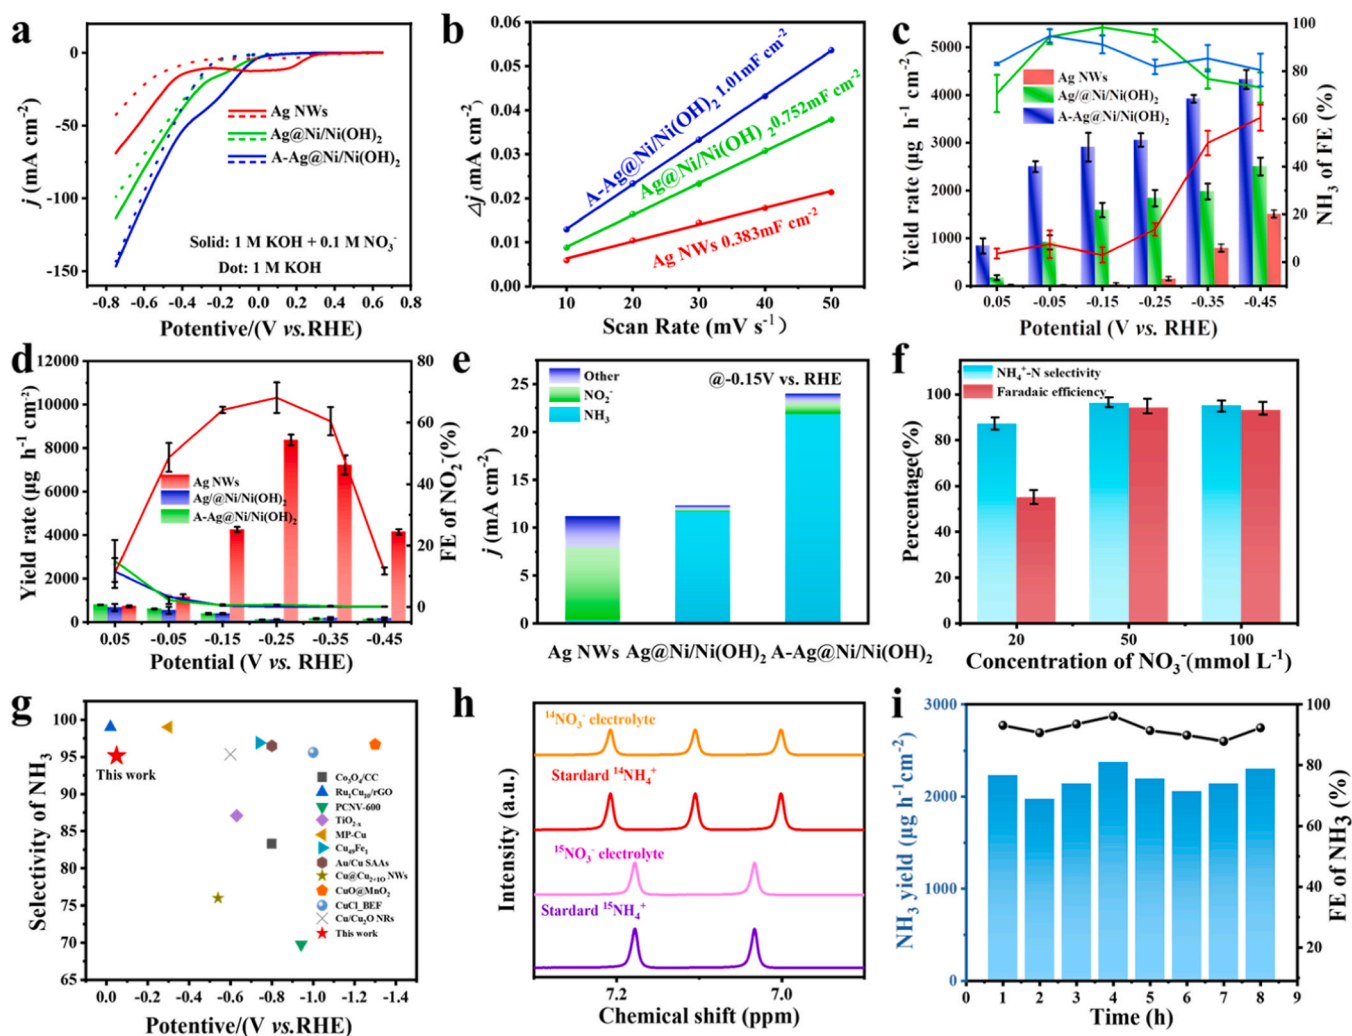 a
0
-50
-100
-150
j (mA cm⁻²)
Ag NWs
Ag@Ni/Ni(OH)₂
A-Ag@Ni/Ni(OH)₂
Solid: 1 M KOH + 0.1 M NO₃⁻
Dot: 1 M KOH
-0.8 -0.6 -0.4 -0.2 0.0 0.2 0.4 0.6 0.8
Potentive/(V vs.RHE)
b
0.06
0.05
0.04
0.03
0.02
0.01
0.00
Δj (mA cm⁻²)
A-Ag@Ni/Ni(OH)₂ 1.01mF cm⁻²
Ag@Ni/Ni(OH)₂ 0.752mF cm⁻²
Ag NWs 0.383mF cm⁻²
10 20 30 40 50
Scan Rate (mV s⁻¹)
c
5000
4000
3000
2000
1000
0
Yield rate (μg h⁻¹ cm⁻²)
Ag NWs
Ag/@Ni/Ni(OH)₂
A-Ag@Ni/Ni(OH)₂
100
80
60
40
20
0
NH₃ of FE (%)
0.05 -0.05 -0.15 -0.25 -0.35 -0.45
Potential (V vs. RHE)
d
12000
10000
8000
6000
4000
2000
0
Yield rate (μg h⁻¹ cm⁻²)
Ag NWs
Ag/@Ni/Ni(OH)₂
A-Ag@Ni/Ni(OH)₂
80
60
40
20
0
FE of NO₂⁻(%)
0.05 -0.05 -0.15 -0.25 -0.35 -0.45
Potential (V vs. RHE)
e
25
20
15
10
5
0
j (mA cm⁻²)
Other
NO₂⁻
NH₃
@-0.15V vs. RHE
Ag NWs Ag@Ni/Ni(OH)₂ A-Ag@Ni/Ni(OH)₂
f
100
80
60
40
20
0
Percentage(%)
NH₄⁺-N selectivity
Faradaic efficiency
20 50 100
Concentration of NO₃⁻(mmol L⁻¹)
g
100
95
90
85
80
75
70
65
Selectivity of NH₃
This work
Co₃O₄/CC
Ru₁Cu₁₀/rGO
PCNV-600
TiO₂₋ₓ
MP-Cu
Cu₄₉Fe₁
Au/Cu SAAs
Cu@Cu₂₊₁O NWs
CuO@MnO₂
CuCl_BEF
Cu/Cu₂O NRs
This work
0.0 -0.2 -0.4 -0.6 -0.8 -1.0 -1.2 -1.4
Potentive/(V vs.RHE)
h
Intensity (a.u.)
¹⁴NO₃⁻ electrolyte
Stardard ¹⁴NH₄⁺
¹⁵NO₃⁻ electrolyte
Standard ¹⁵NH₄⁺
7.2 7.0
Chemical shift (ppm)
i
3000
2000
1000
0
NH₃ yield (μg h⁻¹cm⁻²)
100
80
60
40
20
FE of NH₃ (%)
0 1 2 3 4 5 6 7 8 9
Time (h)